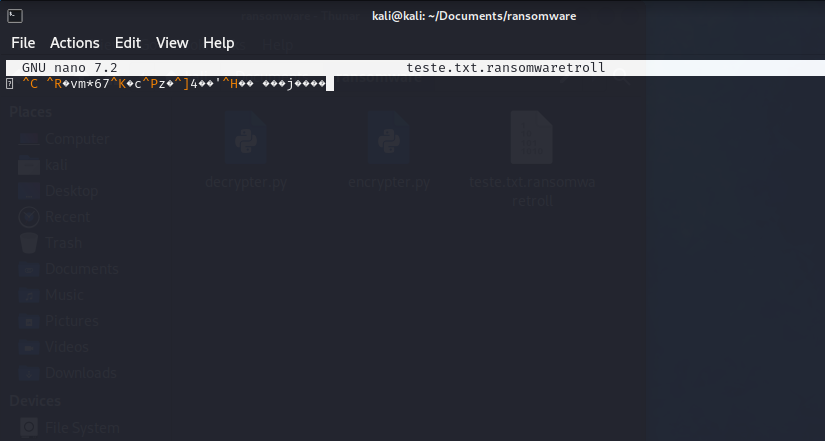 kali@kali: ~/Documents/ransomware
File Actions Edit View Help
GNU nano 7.2 teste.txt.ransomwaretroll
^C ^R�vm*67^K�c^Pz�^]4��'^H�� ���j����
Places
Computer
kali
Desktop
Recent
Trash
Documents
Music
Pictures
Videos
Downloads
Devices
File System
decrypter.py
encrypter.py
teste.txt.ransomwa
retroll